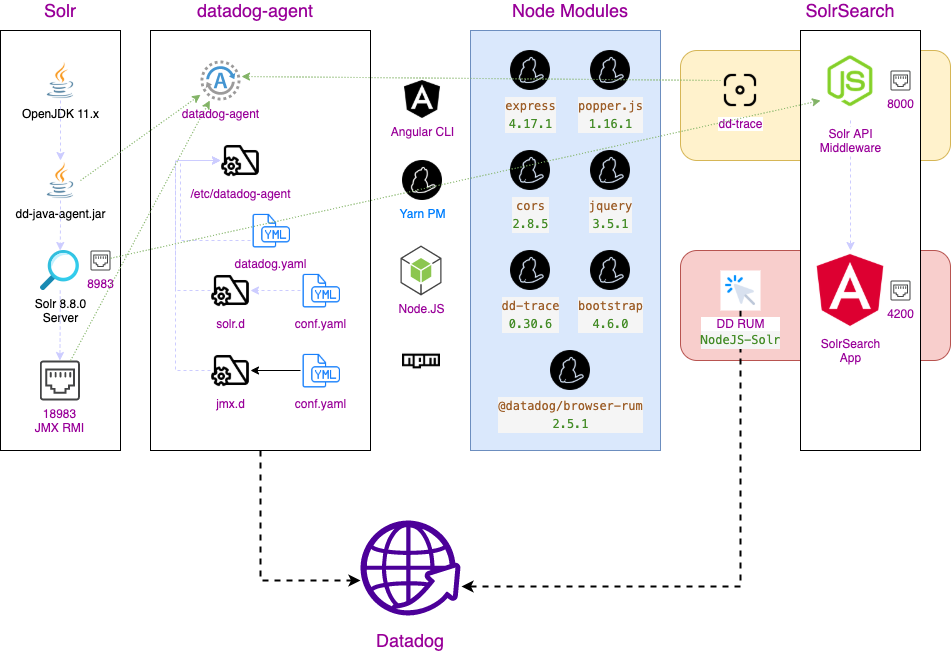 Solr
datadog-agent
Node Modules
SolrSearch
OpenJDK 11.x
dd-java-agent.jar
8983
Solr 8.8.0
Server
18983
JMX RMI
A
datadog-agent
/etc/datadog-agent
YML
datadog.yaml
solr.d
YML
conf.yaml
jmx.d
YML
conf.yaml
A
Angular CLI
Yarn PM
Node.JS
express
4.17.1
popper.js
1.16.1
cors
2.8.5
jquery
3.5.1
dd-trace
0.30.6
bootstrap
4.6.0
@datadog/browser-rum
2.5.1
dd-trace
JS
8000
Solr API
Middleware
DD RUM
NodeJS-Solr
A
4200
SolrSearch
App
Datadog